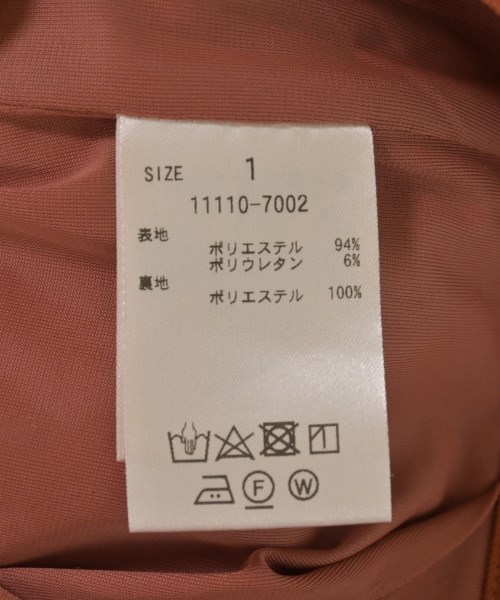 SIZE 1
11110-7002
表地
ポリエステル 94%
ポリウレタン 6%
裏地
ポリエステル 100%
F W